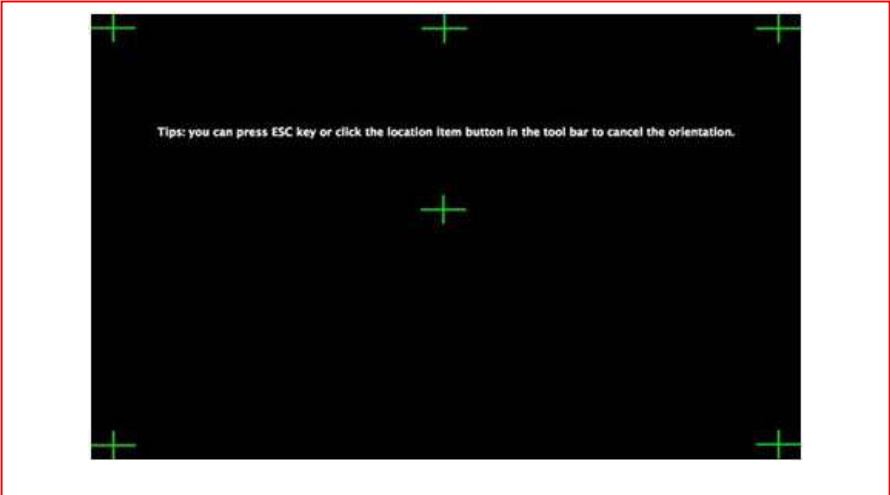 Tips: you can press ESC key or click the location item button in the tool bar to cancel the orientation.